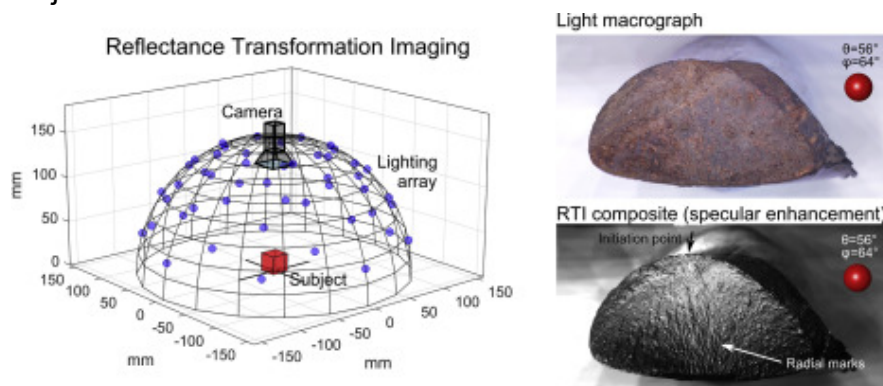 Reflectance Transformation Imaging
Camera
Lighting
array
Subject
mm
150
100
50
0
150
100
50
0
-50
-100
-150
mm
-150
-100
-50
0
50
100
150
mm
Light macrograph
θ=56°
φ=64°
RTI composite (specular enhancement)
Initiation point
θ=56°
φ=64°
Radial marks